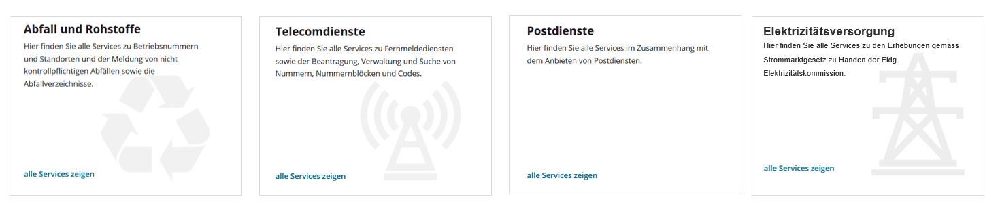 Abfall und Rohstoffe
Hier finden Sie alle Services zu Betriebsnummern
und Standorten und der Meldung von nicht
kontrollpflichtigen Abfällen sowie die
Abfallverzeichnisse.
alle Services zeigen
Telecomdienste
Hier finden Sie alle Services zu Fernmeldediensten
sowie der Beantragung, Verwaltung und Suche von
Nummern, Nummernblöcken und Codes.
alle Services zeigen
Postdienste
Hier finden Sie alle Services im Zusammenhang mit
dem Anbieten von Postdiensten.
alle Services zeigen
Elektrizitätsversorgung
Hier finden Sie alle Services zu den Erhebungen gemäss
Strommarktgesetz zu Handen der Eidg.
Elektrizitätskommission.
alle Services zeigen